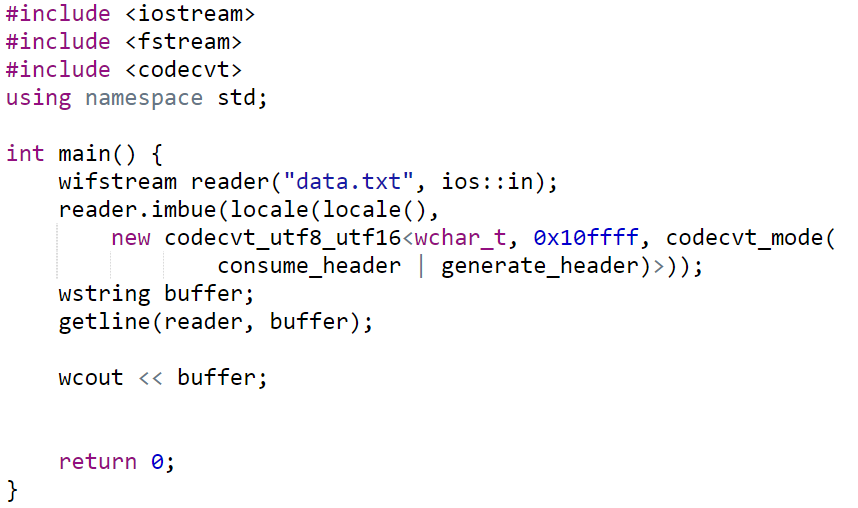 #include <iostream>
#include <fstream>
#include <codecvt>
using namespace std;

int main() {
    wifstream reader("data.txt", ios::in);
    reader.imbue(locale(locale(),
        new codecvt_utf8_utf16<wchar_t, 0x10ffff, codecvt_mode(
                consume_header | generate_header)>));
    wstring buffer;
    getline(reader, buffer);

    wcout << buffer;


    return 0;
}